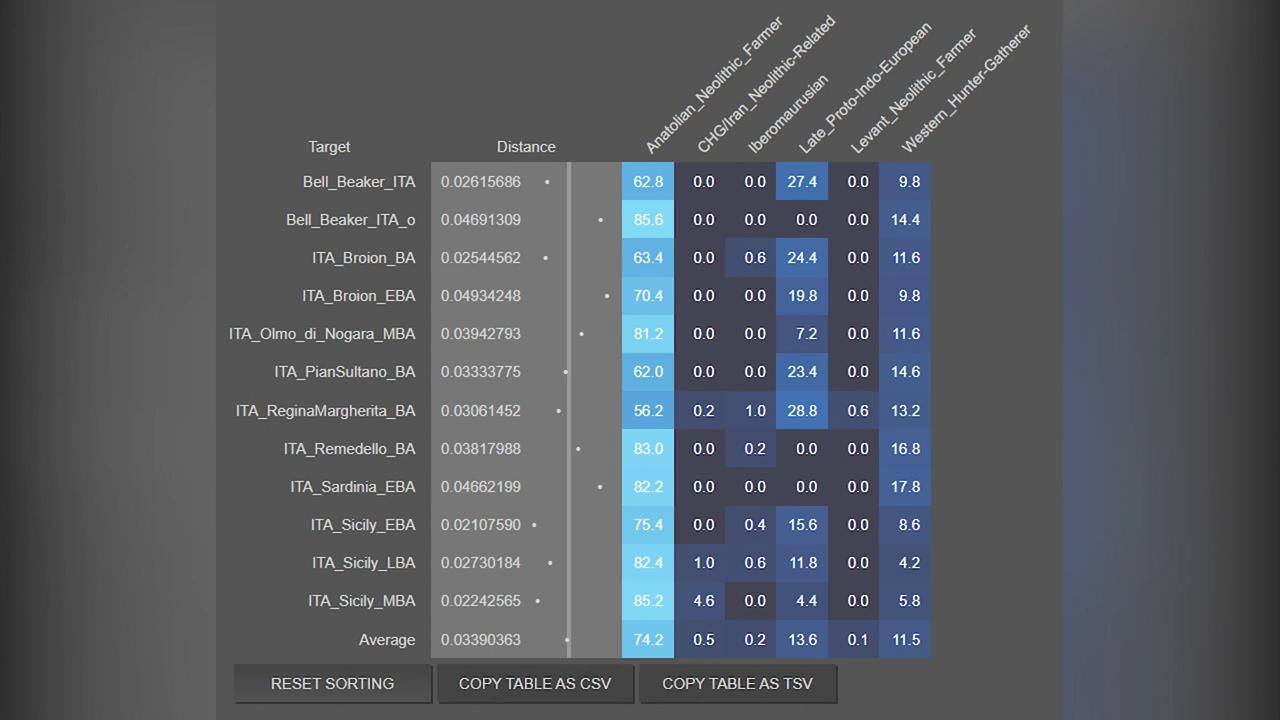 Anatolian_Neolithic_Farmer
CHG/Iran_Neolithic-Related
Iberomaurusian
Late_Proto-Indo-European
Levant_Neolithic_Farmer
Western_Hunter-Gatherer
Target Distance
Bell_Beaker_ITA 0.02615686 62.8 0.0 0.0 27.4 0.0 9.8
Bell_Beaker_ITA_o 0.04691309 85.6 0.0 0.0 0.0 0.0 14.4
ITA_Broion_BA 0.02544562 63.4 0.0 0.6 24.4 0.0 11.6
ITA_Broion_EBA 0.04934248 70.4 0.0 0.0 19.8 0.0 9.8
ITA_Olmo_di_Nogara_MBA 0.03942793 81.2 0.0 0.0 7.2 0.0 11.6
ITA_PianSultano_BA 0.03333775 62.0 0.0 0.0 23.4 0.0 14.6
ITA_ReginaMargherita_BA 0.03061452 56.2 0.2 1.0 28.8 0.6 13.2
ITA_Remedello_BA 0.03817988 83.0 0.0 0.2 0.0 0.0 16.8
ITA_Sardinia_EBA 0.04662199 82.2 0.0 0.0 0.0 0.0 17.8
ITA_Sicily_EBA 0.02107590 75.4 0.0 0.4 15.6 0.0 8.6
ITA_Sicily_LBA 0.02730184 82.4 1.0 0.6 11.8 0.0 4.2
ITA_Sicily_MBA 0.02242565 85.2 4.6 0.0 4.4 0.0 5.8
Average 0.03390363 74.2 0.5 0.2 13.6 0.1 11.5
RESET SORTING COPY TABLE AS CSV COPY TABLE AS TSV